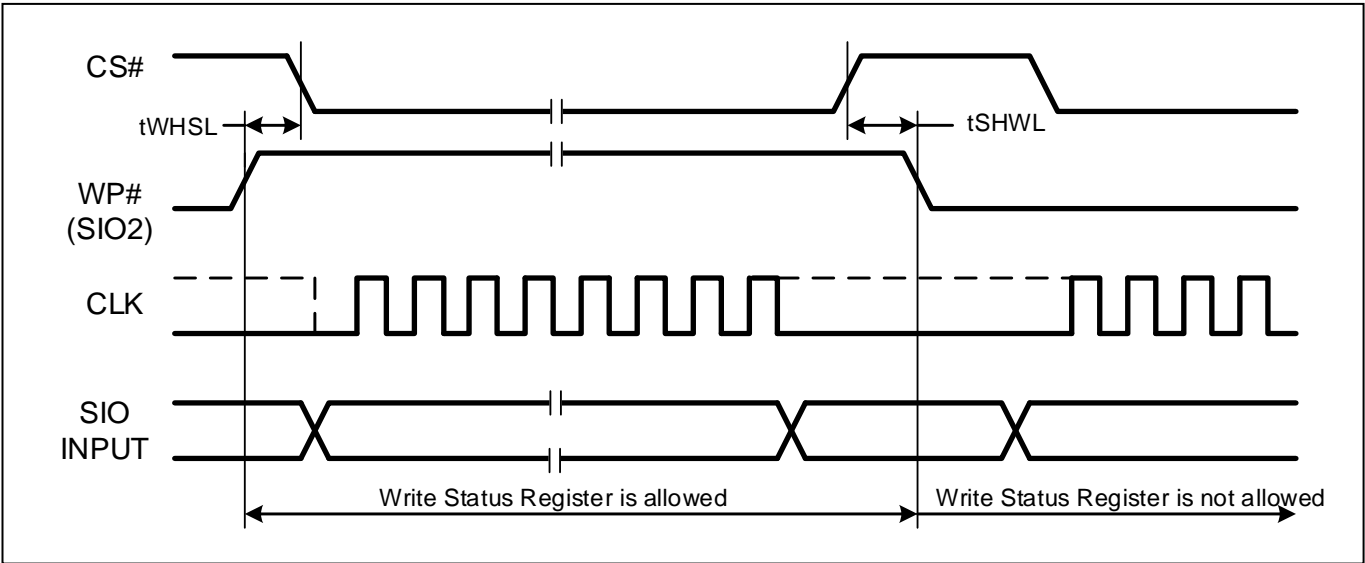 CS#
tWHSL
tSHWL
WP#
(SIO2)
CLK
SIO
INPUT
Write Status Register is allowed
Write Status Register is not allowed